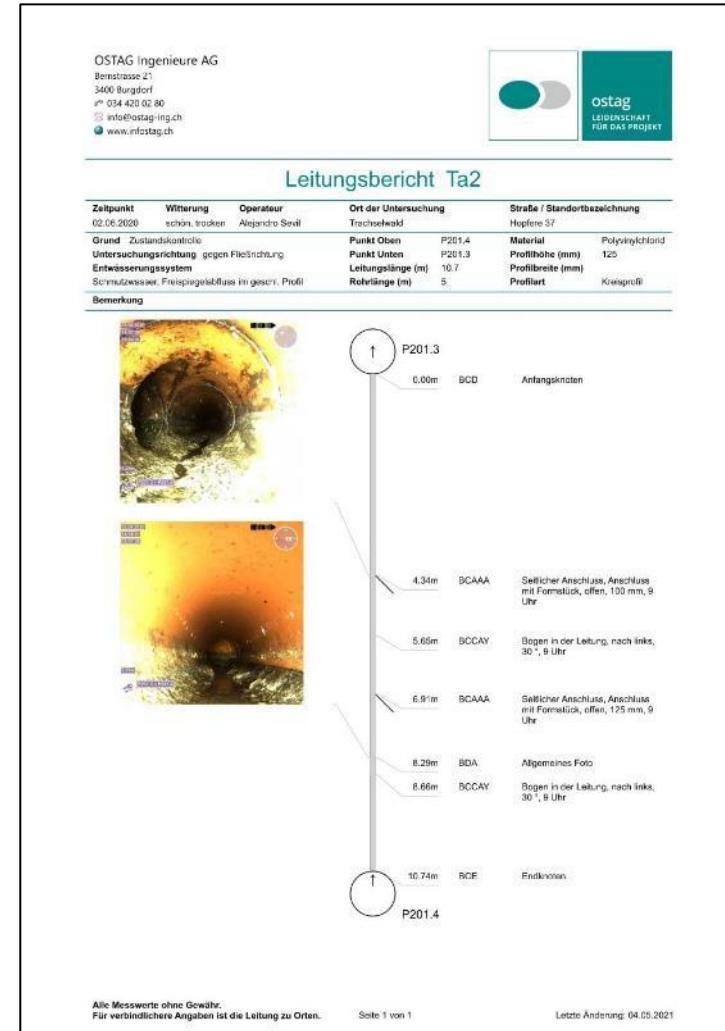 OSTAG Ingenieure AG
Bernstrasse 21
3400 Burgdorf
034 420 02 80
info@ostag-ing.ch
www.infostag.ch
ostag
LEIDENSCHAFT
FÜR DAS PROJEKT
Leitungsbericht Ta2
Zeitpunkt Witterung Operateur Ort der Untersuchung Straße / Standortbezeichnung
02.06.2020 schön, trocken Alejandro Sevil Trachselwald Hopfere 37
Grund Zustandskontrolle Punkt Oben P201.4 Material Polyvinylchlorid
Untersuchungsrichtung gegen Fließrichtung Punkt Unten P201.3 Profilhöhe (mm) 125
Entwässerungssystem Leitungslänge (m) 10.7 Profilbreite (mm)
Schmutzwasser, Freispiegelabfluss im geschl. Profil Rohrlänge (m) 5 Profilart Kreisprofil
Bemerkung
P201.3
0.00m BCD Anfangsknoten
4.34m BCAAA Seitlicher Anschluss, Anschluss
mit Formstück, offen, 100 mm, 9
Uhr
5.65m BCCAY Bogen in der Leitung, nach links,
30 °, 9 Uhr
6.91m BCAAA Seitlicher Anschluss, Anschluss
mit Formstück, offen, 125 mm, 9
Uhr
8.29m BDA Allgemeines Foto
8.66m BCCAY Bogen in der Leitung, nach links,
30 °, 9 Uhr
10.74m BCE Endknoten
P201.4
Alle Messwerte ohne Gewähr.
Für verbindlichere Angaben ist die Leitung zu Orten. Seite 1 von 1 Letzte Änderung: 04.05.2021